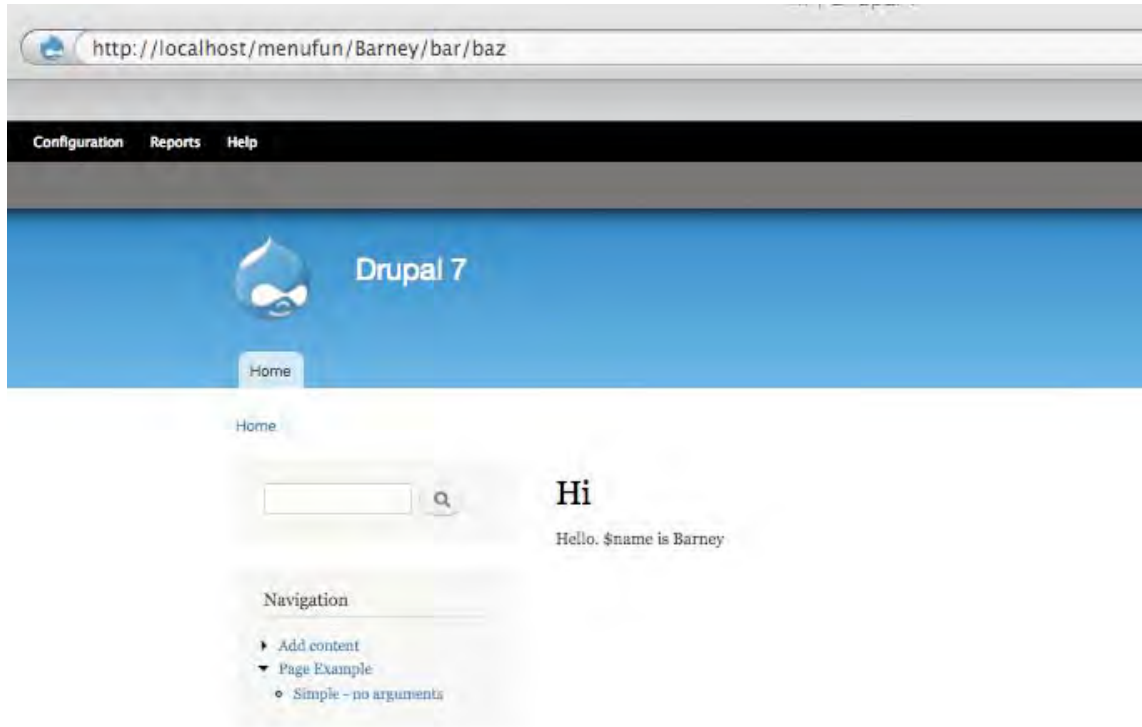 http://localhost/menufun/Barney/bar/baz
Configuration Reports Help
Drupal 7
Home
Home
Hi
Hello. $name is Barney
Navigation
Add content
Page Example
Simple - no arguments